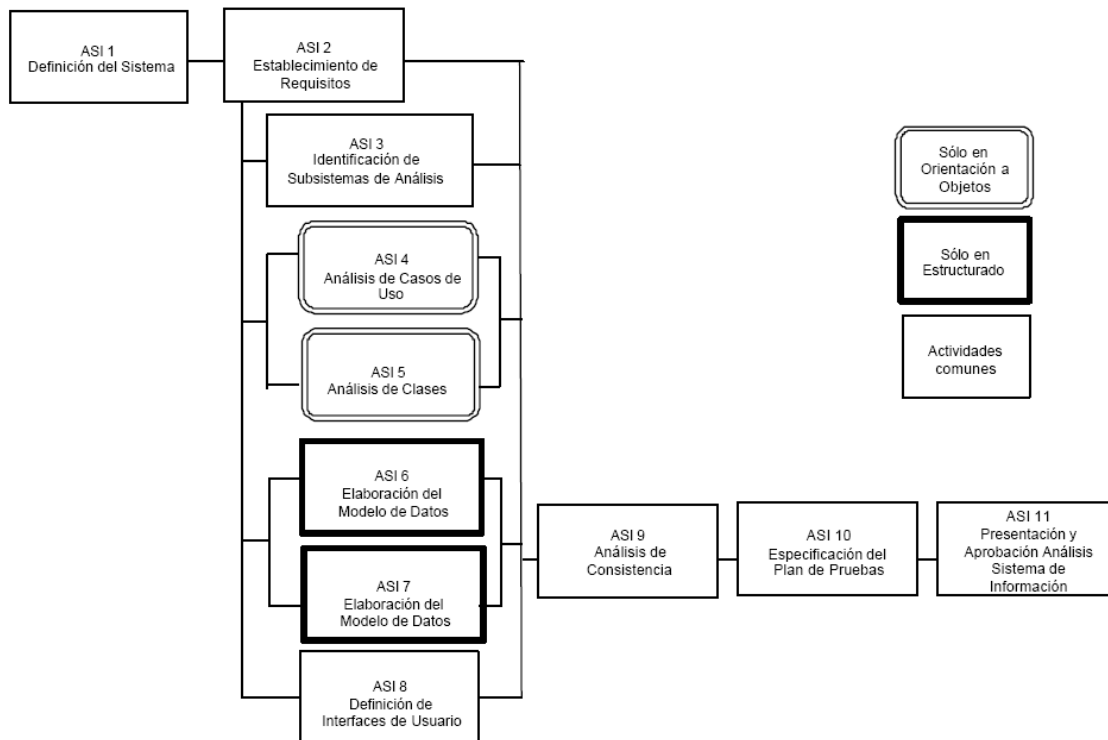 ASI 1
Definición del Sistema
ASI 2
Establecimiento de
Requisitos
ASI 3
Identificación de
Subsistemas de Análisis
ASI 4
Análisis de Casos de
Uso
ASI 5
Análisis de Clases
ASI 6
Elaboración del
Modelo de Datos
ASI 7
Elaboración del
Modelo de Datos
ASI 8
Definición de
Interfaces de Usuario
ASI 9
Análisis de
Consistencia
ASI 10
Especificación del
Plan de Pruebas
ASI 11
Presentación y
Aprobación Análisis
Sistema de
Información
Sólo en
Orientación a
Objetos
Sólo en
Estructurado
Actividades
comunes